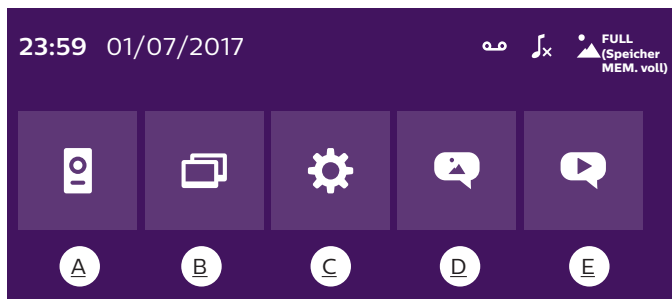 23:59 01/07/2017
FULL
(Speicher
MEM. voll)
A B C D E